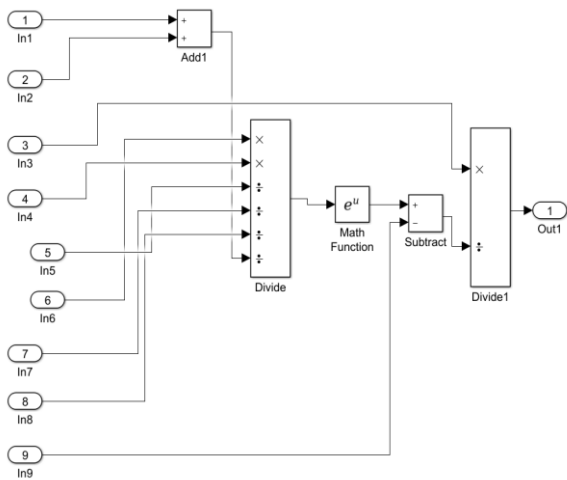 1
In1
+
+
Add1
2
In2
3
In3
4
In4
×
×
÷
÷
÷
÷
Divide
e^u
Math
Function
+
−
Subtract
×
÷
Divide1
1
Out1
5
In5
6
In6
7
In7
8
In8
9
In9